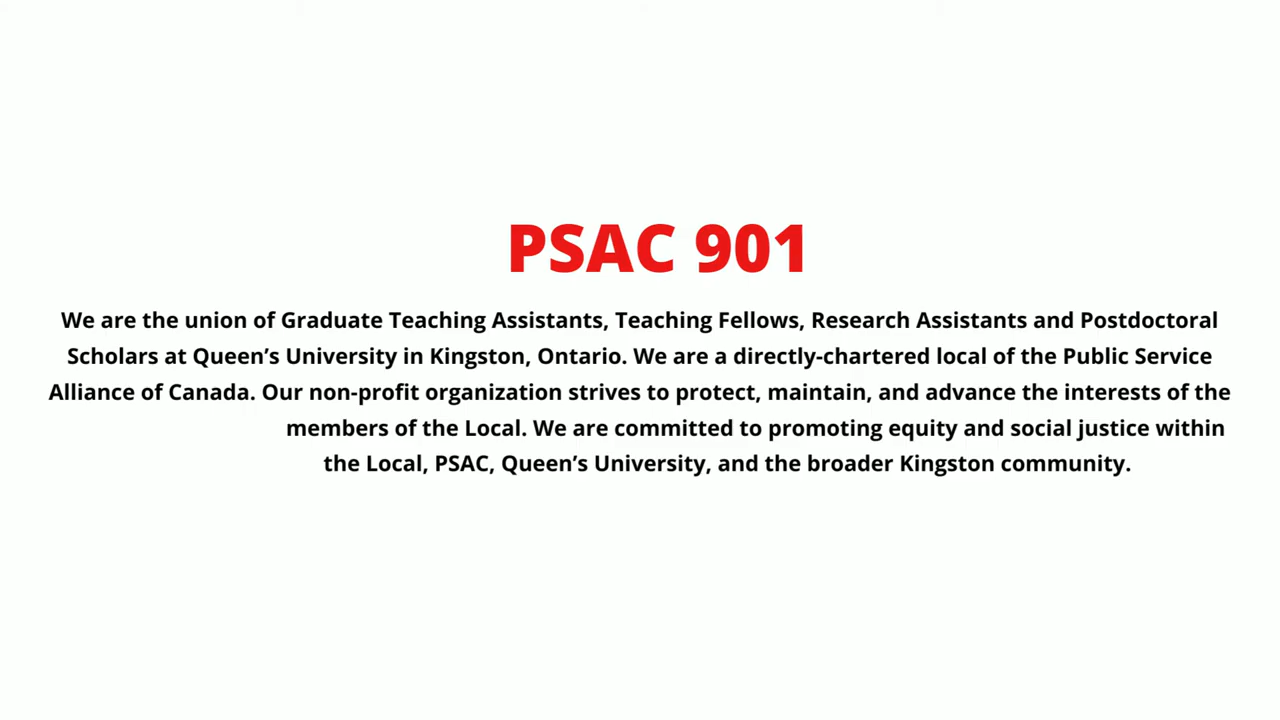 PSAC 901
We are the union of Graduate Teaching Assistants, Teaching Fellows, Research Assistants and Postdoctoral
Scholars at Queen’s University in Kingston, Ontario. We are a directly-chartered local of the Public Service
Alliance of Canada. Our non-profit organization strives to protect, maintain, and advance the interests of the
members of the Local. We are committed to promoting equity and social justice within
the Local, PSAC, Queen’s University, and the broader Kingston community.